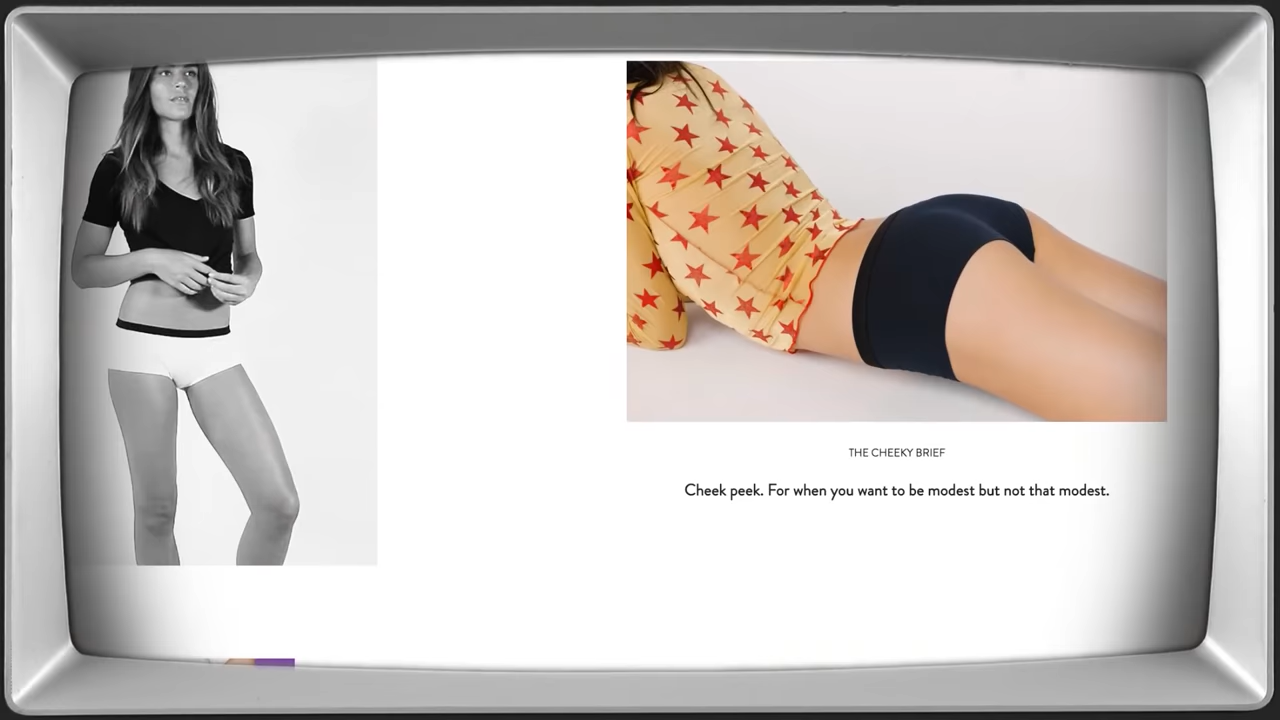 THE CHEEKY BRIEF
Cheek peek. For when you want to be modest but not that modest.